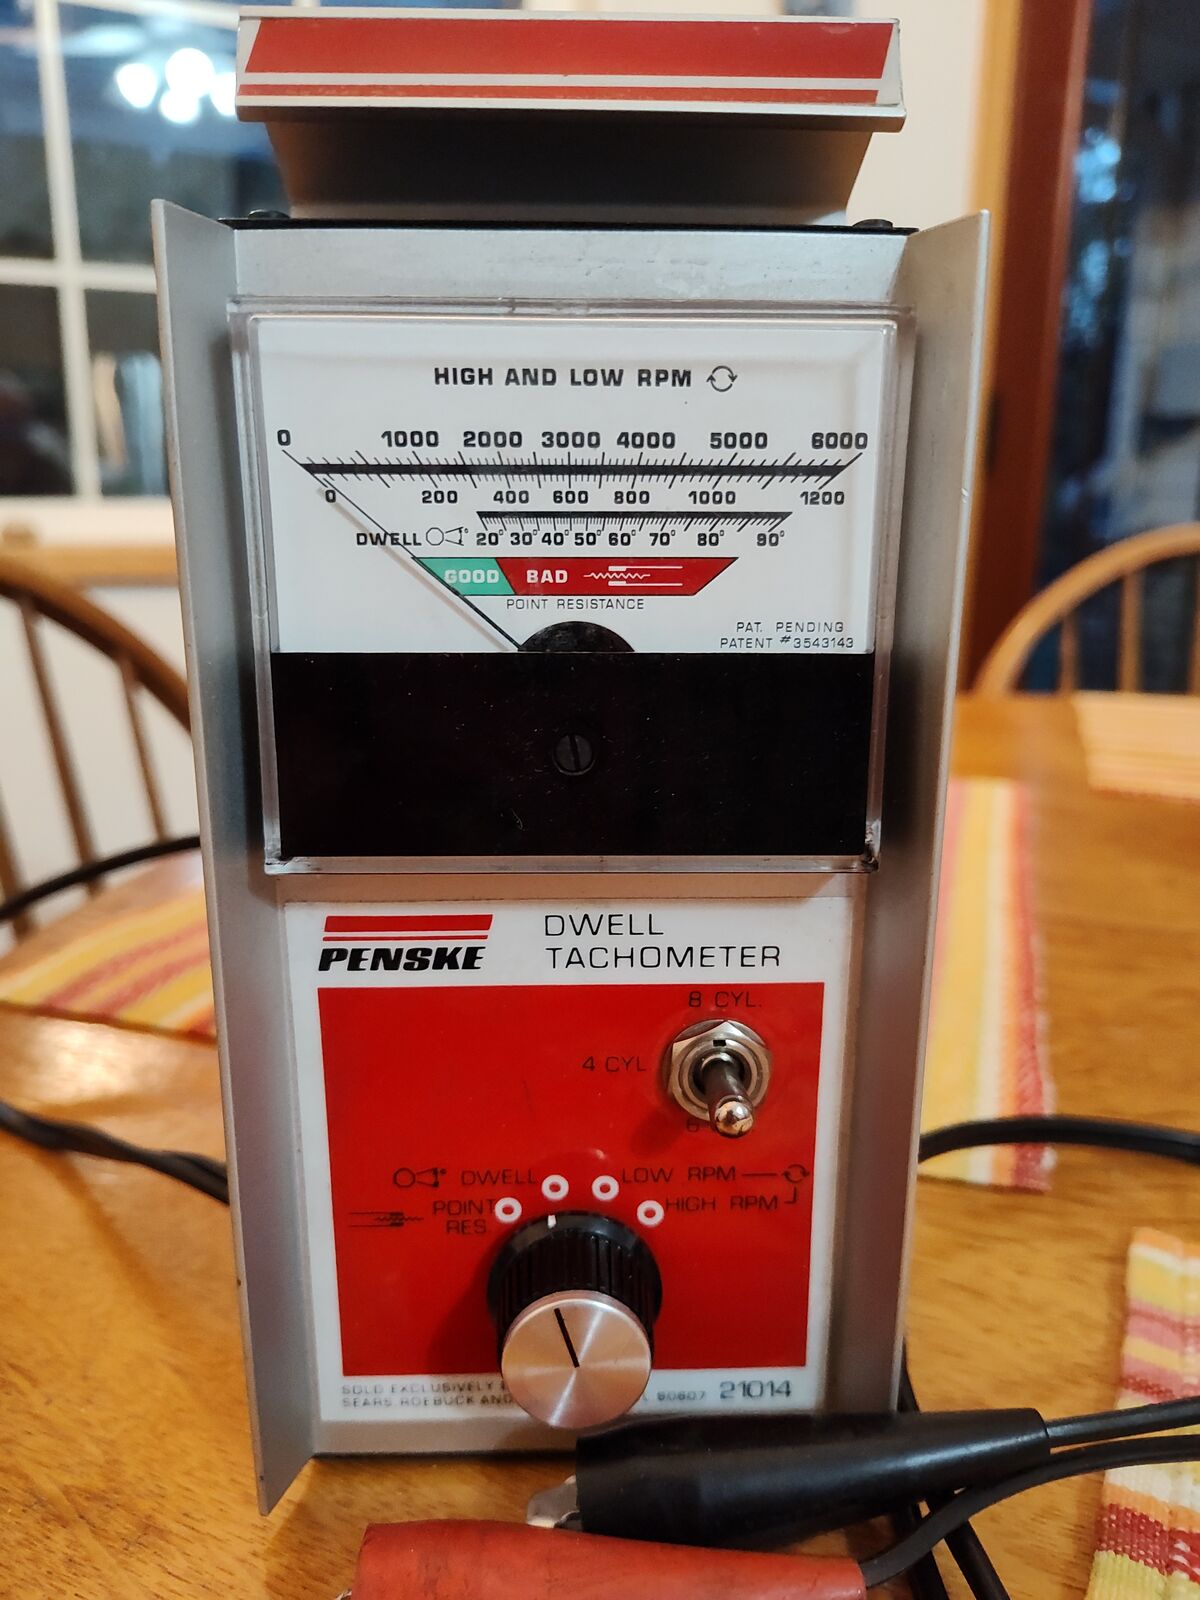 HIGH AND LOW RPM
0 1000 2000 3000 4000 5000 6000
0 200 400 600 800 1000 1200
DWELL 20° 30° 40° 50° 60° 70° 80° 90°
GOOD BAD
POINT RESISTANCE
PAT. PENDING
PATENT #3543143
PENSKE
DWELL
TACHOMETER
8 CYL.
4 CYL
6
DWELL LOW RPM
POINT HIGH RPM
RES.
SOLD EXCLUSIVELY
SEARS, ROEBUCK AND 60607 21014